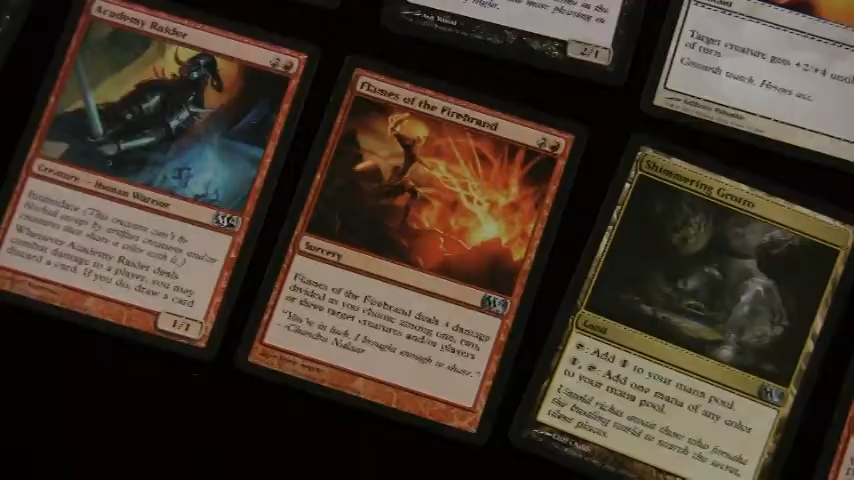 Academy Raider
Creature — Human Warrior
Intimidate (This creature can't be
blocked except by artifact creatures and/or
creatures that share a color with it.)
Whenever Academy Raider deals
combat damage to a player, you may
discard a card. If you do, draw a card.
1/1
Flames of the Firebrand
Sorcery
Flames of the Firebrand deals 4 damage
divided as you choose among one, two,
or three target creatures and/or players.
"You're in luck. I brought enough to share."
—Chandra Nalaar
2/1
Target creature gets +2/+4 until
of turn.
Shimmering Grotto
Land
: Add 1 to your mana pool.
1, : Add one mana of any color
to your mana pool.
Untold riches await those who forsake
the bustling world to search the secret,
silent places.
Cliff Childs